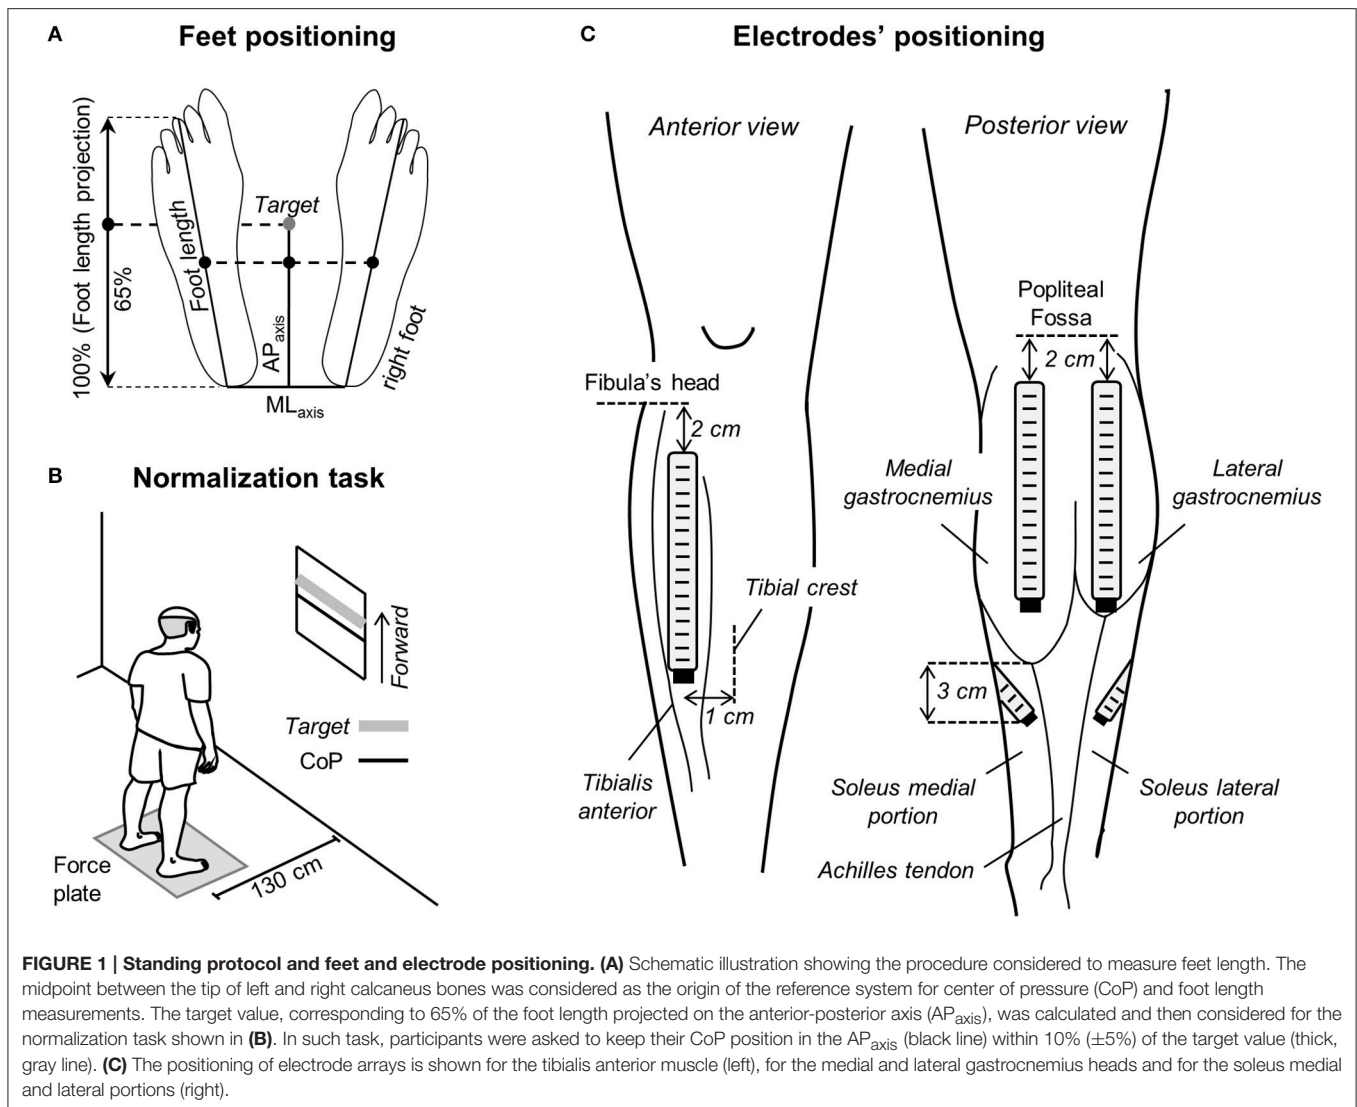 A
Feet positioning
100% (Foot length projection)
65%
Foot length
Target
APaxis
MLaxis
right foot
B
Normalization task
Forward
Target
CoP
Force
plate
130 cm
C
Electrodes’ positioning
Anterior view
Posterior view
Fibula’s head
2 cm
Tibial crest
1 cm
Tibialis
anterior
Popliteal
Fossa
2 cm
Medial
gastrocnemius
Lateral
gastrocnemius
3 cm
Soleus medial
portion
Soleus lateral
portion
Achilles tendon
FIGURE 1 | Standing protocol and feet and electrode positioning. (A) Schematic illustration showing the procedure considered to measure feet length. The
midpoint between the tip of left and right calcaneus bones was considered as the origin of the reference system for center of pressure (CoP) and foot length
measurements. The target value, corresponding to 65% of the foot length projected on the anterior-posterior axis (APaxis), was calculated and then considered for the
normalization task shown in (B). In such task, participants were asked to keep their CoP position in the APaxis (black line) within 10% (±5%) of the target value (thick,
gray line). (C) The positioning of electrode arrays is shown for the tibialis anterior muscle (left), for the medial and lateral gastrocnemius heads and for the soleus medial
and lateral portions (right).